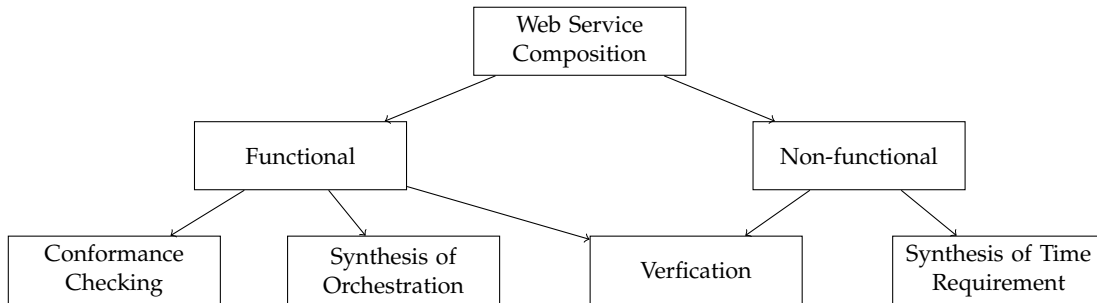 Web Service
Composition
Functional
Non-functional
Conformance
Checking
Synthesis of
Orchestration
Verfication
Synthesis of Time
Requirement